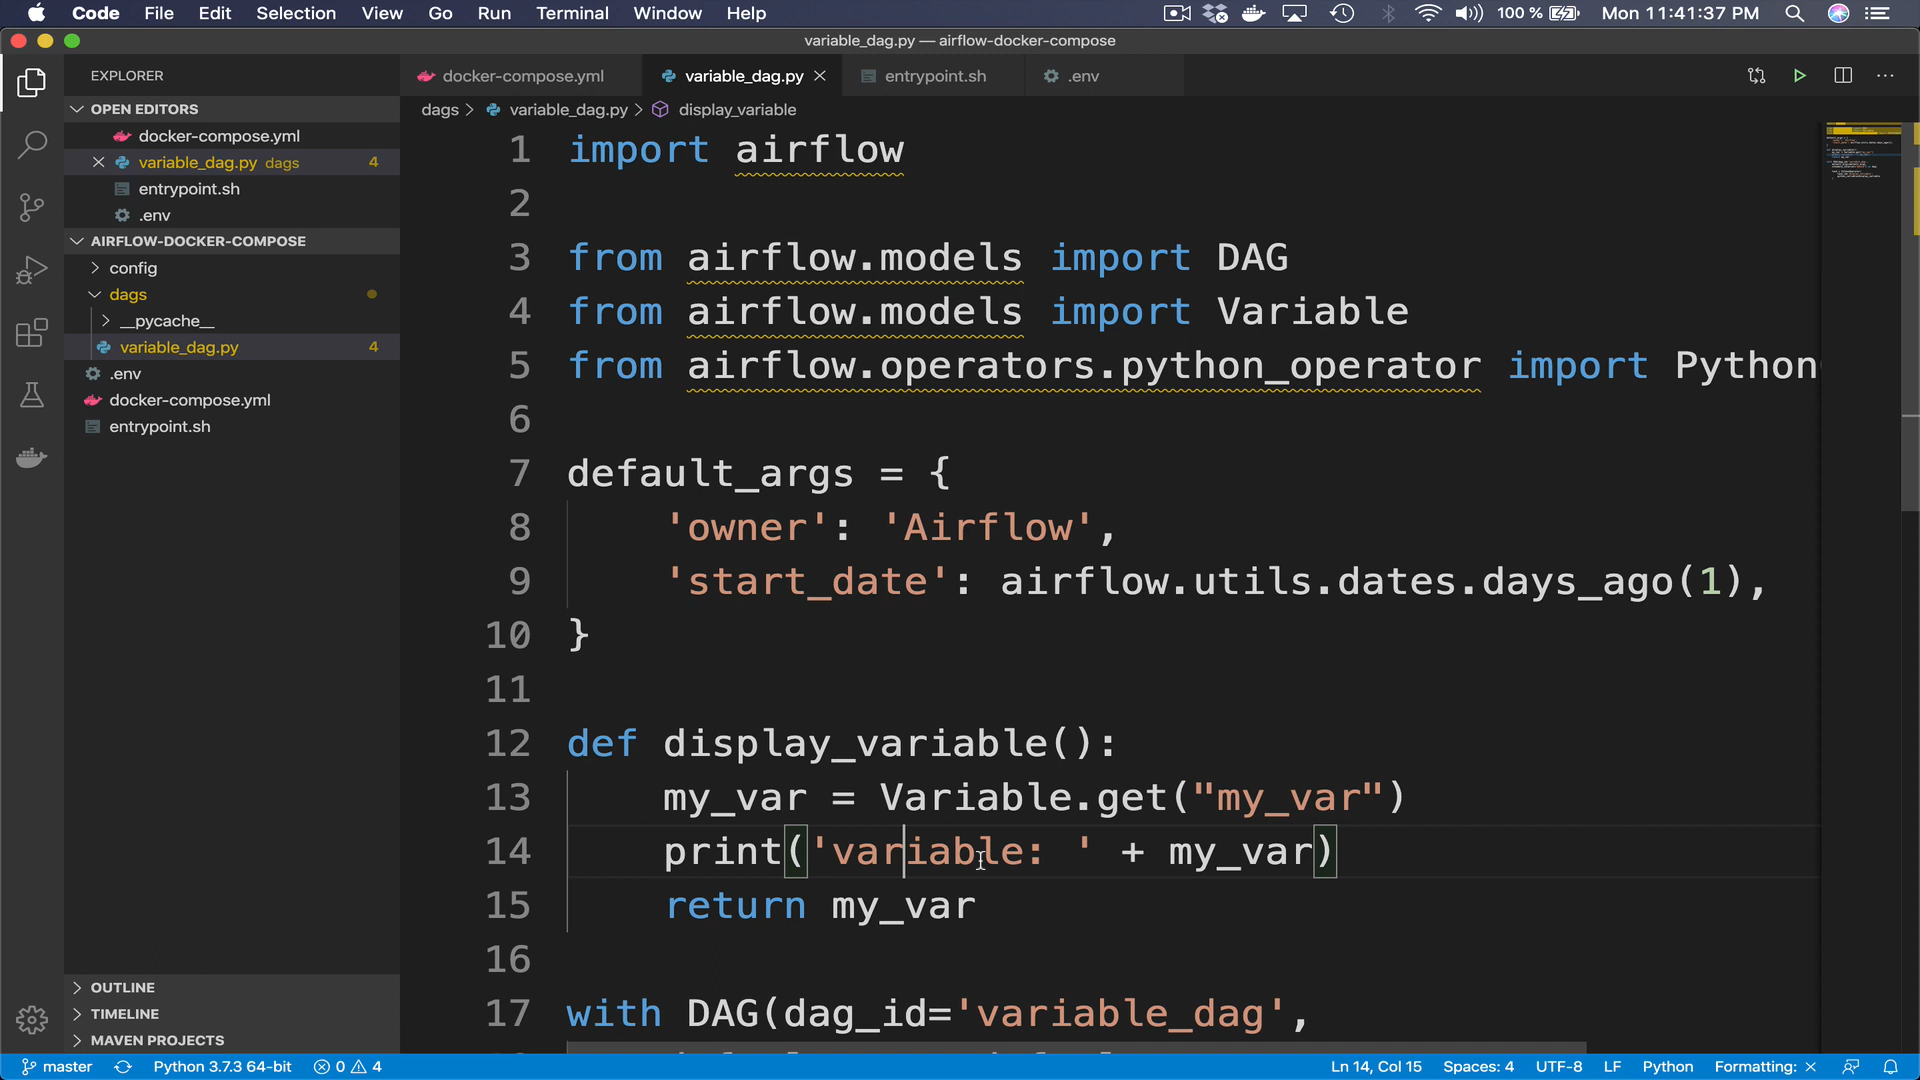 Code File Edit Selection View Go Run Terminal Window Help 100 % Mon 11:41:37 PM
variable_dag.py — airflow-docker-compose
EXPLORER
docker-compose.yml variable_dag.py entrypoint.sh .env
OPEN EDITORS
docker-compose.yml
variable_dag.py dags 4
entrypoint.sh
.env
AIRFLOW-DOCKER-COMPOSE
config
dags
__pycache__
variable_dag.py 4
.env
docker-compose.yml
entrypoint.sh
OUTLINE
TIMELINE
MAVEN PROJECTS
dags > variable_dag.py > display_variable
1 import airflow
2
3 from airflow.models import DAG
4 from airflow.models import Variable
5 from airflow.operators.python_operator import Python
6
7 default_args = {
8 'owner': 'Airflow',
9 'start_date': airflow.utils.dates.days_ago(1),
10 }
11
12 def display_variable():
13 my_var = Variable.get("my_var")
14 print('variable: ' + my_var)
15 return my_var
16
17 with DAG(dag_id='variable_dag',
master Python 3.7.3 64-bit 0 4 Ln 14, Col 15 Spaces: 4 UTF-8 LF Python Formatting: ×